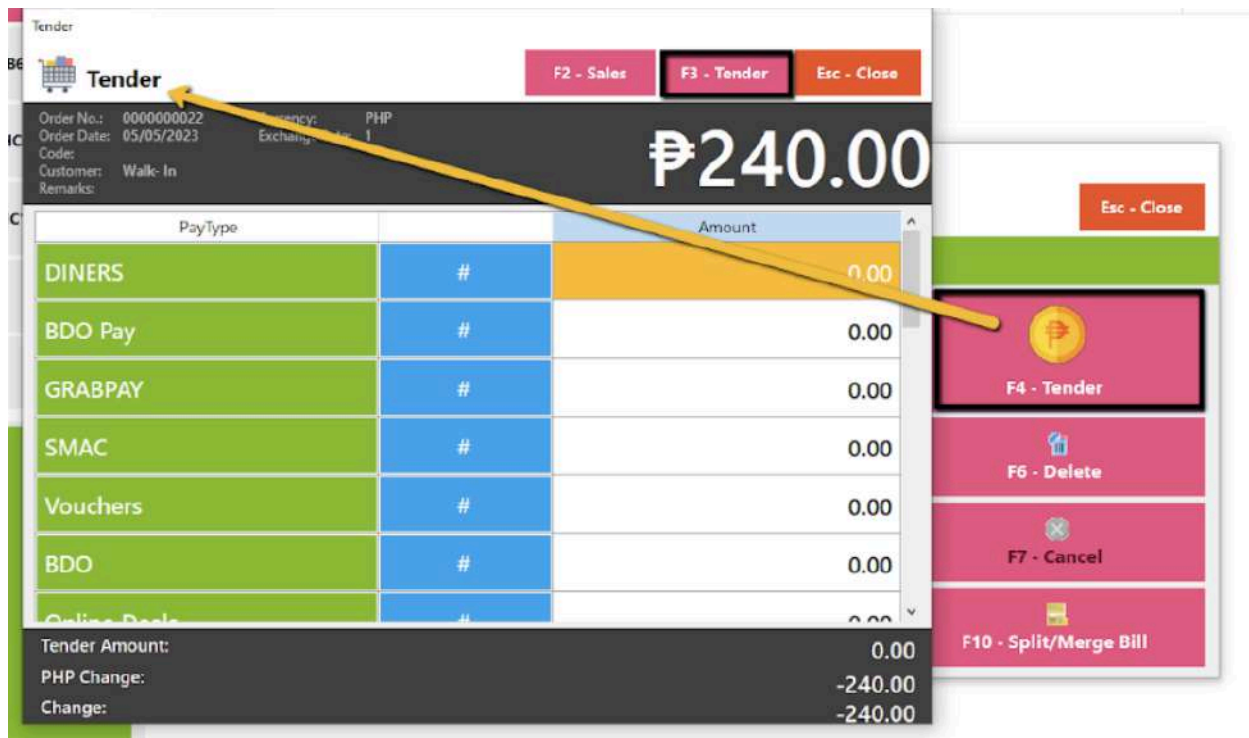 Tender
Tender
F2 - Sales
F3 - Tender
Esc - Close
Order No.: 0000000022
PHP
Order Date: 05/05/2023
1
Code:
Customer: Walk- In
Remarks:
₱240.00
PayType
Amount
DINERS # 0.00
BDO Pay # 0.00
GRABPAY # 0.00
SMAC # 0.00
Vouchers # 0.00
BDO # 0.00
Tender Amount: 0.00
PHP Change: -240.00
Change: -240.00
Esc - Close
F4 - Tender
F6 - Delete
F7 - Cancel
F10 - Split/Merge Bill